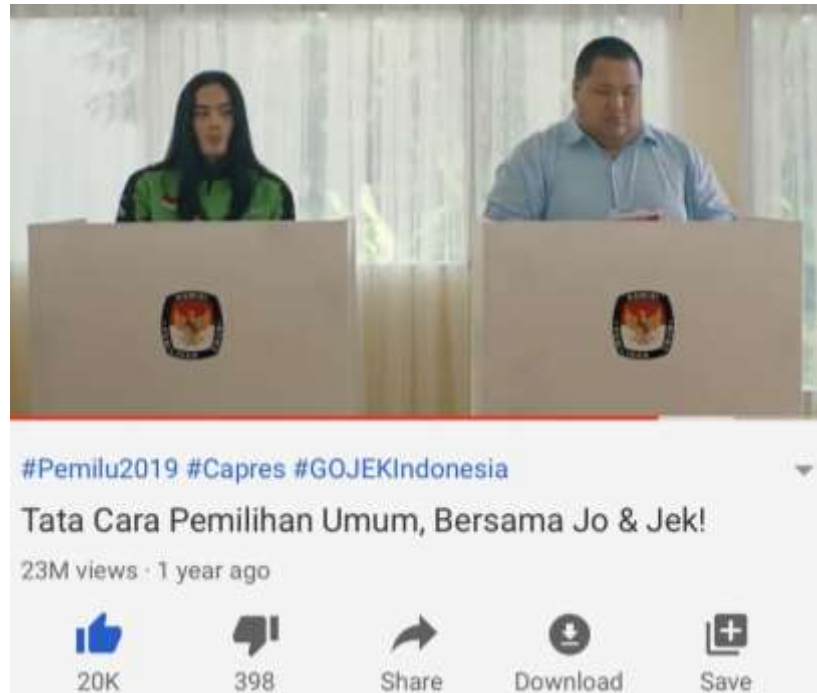 #Pemilu2019 #Capres #GOJEKIndonesia
Tata Cara Pemilihan Umum, Bersama Jo & Jek!
23M views · 1 year ago
20K 398 Share Download Save